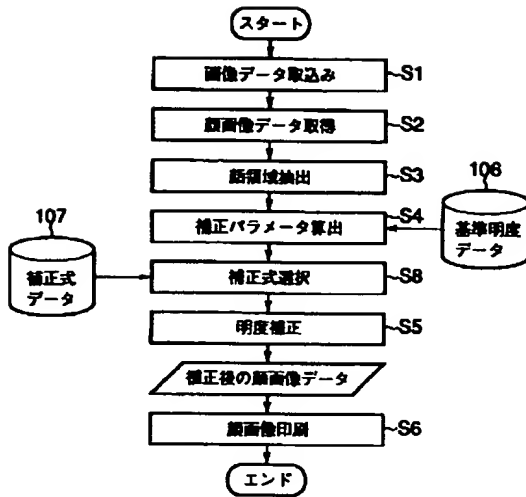 スタート
画像データ取込み
S1
顔画像データ取得
S2
顔領域抽出
S3
106
補正パラメータ算出
S4
基準明度
データ
107
補正式
データ
補正式選択
S8
明度補正
S5
補正後の顔画像データ
顔画像印刷
S6
エンド